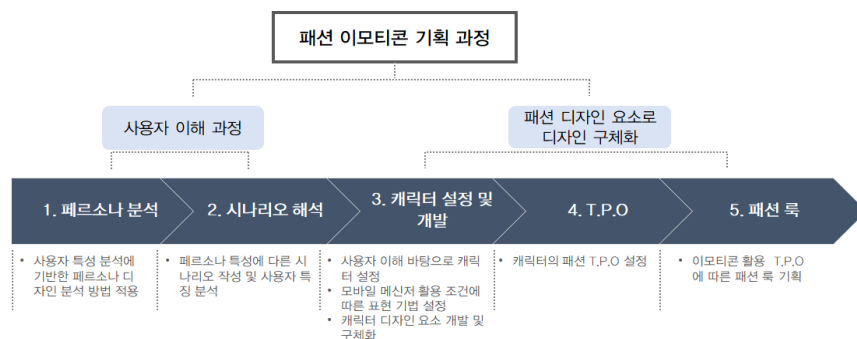 패션 이모티콘 기획 과정
사용자 이해 과정
패션 디자인 요소로
디자인 구체화
1. 페르소나 분석
2. 시나리오 해석
3. 캐릭터 설정 및
개발
4. T.P.O
5. 패션 룩
• 사용자 특성 분석에
기반한 페르소나 디
자인 분석 방법 적용
• 페르소나 특성에 다른 시
나리오 작성 및 사용자 특
징 분석
• 사용자 이해 바탕으로 캐릭
터 설정
• 모바일 메신저 활용 조건에
따른 표현 기법 설정
• 캐릭터 디자인 요소 개발 및
구체화
• 캐릭터의 패션 T.P.O 설정
• 이모티콘 활용 T.P.O
에 따른 패션 룩 기획